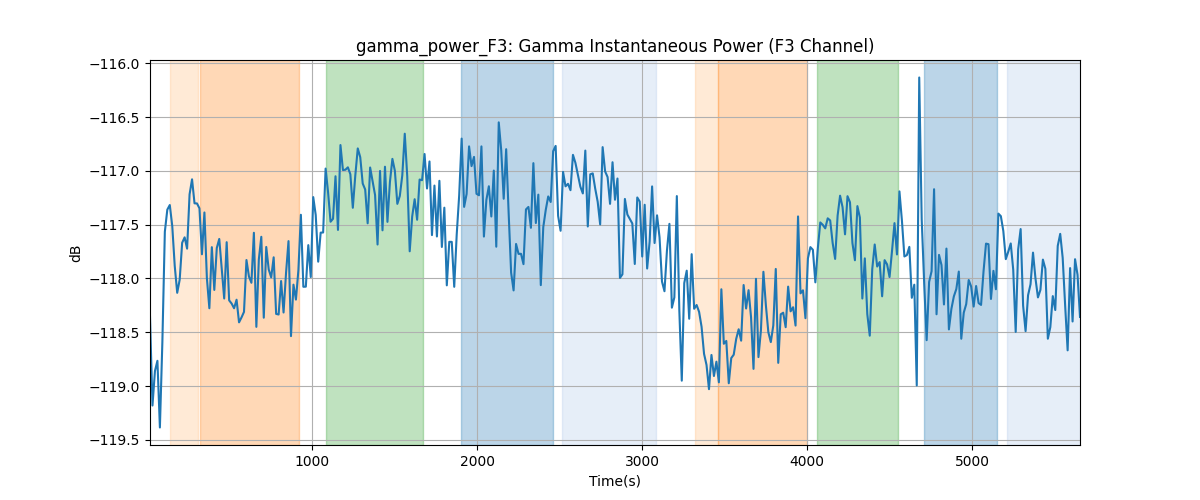 gamma_power_F3: Gamma Instantaneous Power (F3 Channel)
−116.0
−116.5
−117.0
−117.5
−118.0
−118.5
−119.0
−119.5
dB
1000 2000 3000 4000 5000
Time(s)